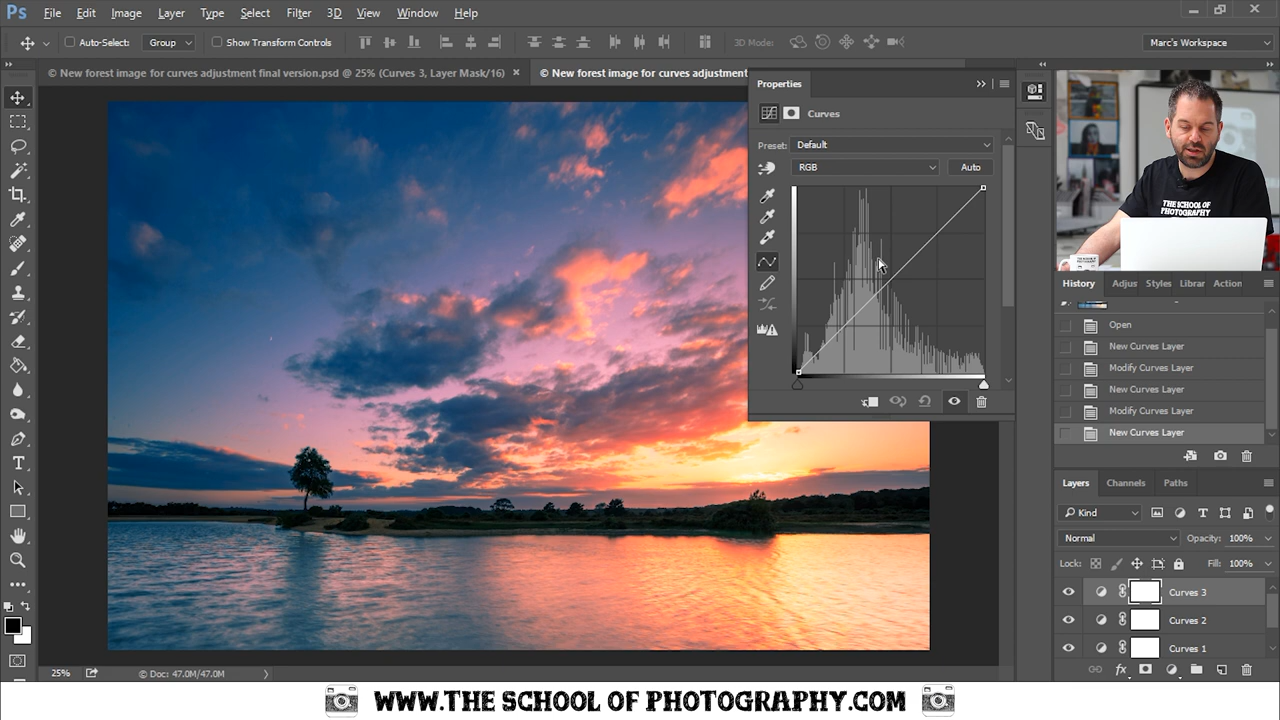 Ps File Edit Image Layer Type Select Filter 3D View Window Help
Auto-Select: Group Show Transform Controls 3D Mode: Marc's Workspace
© New forest image for curves adjustment final version.psd @ 25% (Curves 3, Layer Mask/16) × © New forest image for curves adjustment
Properties
Curves
Preset: Default
RGB Auto
THE SCHOOL OF
PHOTOGRAPHY
History Adjus Styles Librar Action
Open
New Curves Layer
Modify Curves Layer
New Curves Layer
Modify Curves Layer
New Curves Layer
Layers Channels Paths
Kind
Normal Opacity: 100%
Lock: Fill: 100%
Curves 3
Curves 2
Curves 1
fx
25% © Doc: 47.0M/47.0M
WWW.THE SCHOOL OF PHOTOGRAPHY.COM